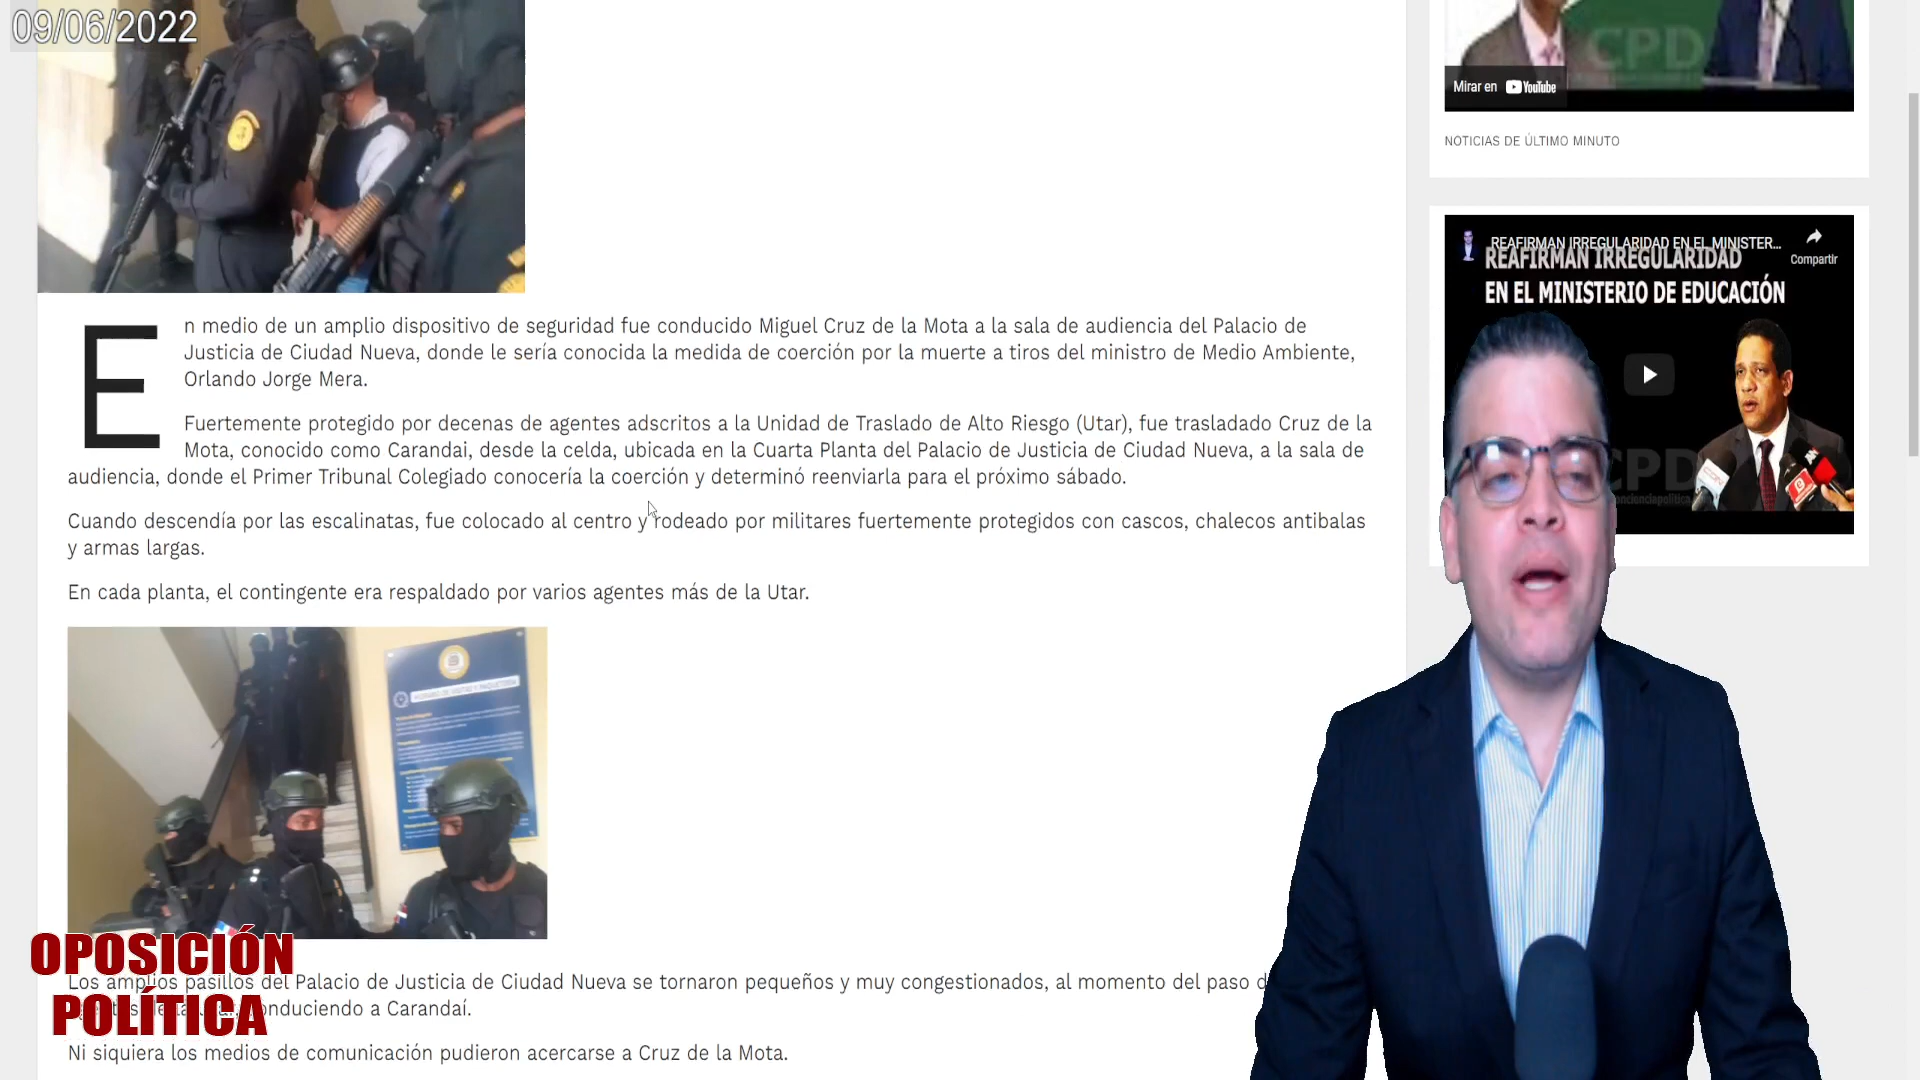 09/06/2022
CPD
Mirar en YouTube
NOTICIAS DE ÚLTIMO MINUTO
REAFIRMAN IRREGULARIDAD EN EL MINISTER...
Compartir
REAFIRMAN IRREGULARIDAD
EN EL MINISTERIO DE EDUCACIÓN
CPD
En medio de un amplio dispositivo de seguridad fue conducido Miguel Cruz de la Mota a la sala de audiencia del Palacio de
Justicia de Ciudad Nueva, donde le sería conocida la medida de coerción por la muerte a tiros del ministro de Medio Ambiente,
Orlando Jorge Mera.
Fuertemente protegido por decenas de agentes adscritos a la Unidad de Traslado de Alto Riesgo (Utar), fue trasladado Cruz de la
Mota, conocido como Carandai, desde la celda, ubicada en la Cuarta Planta del Palacio de Justicia de Ciudad Nueva, a la sala de
audiencia, donde el Primer Tribunal Colegiado conocería la coerción y determinó reenviarla para el próximo sábado.
Cuando descendía por las escalinatas, fue colocado al centro y rodeado por militares fuertemente protegidos con cascos, chalecos antibalas
y armas largas.
En cada planta, el contingente era respaldado por varios agentes más de la Utar.
Los amplios pasillos del Palacio de Justicia de Ciudad Nueva se tornaron pequeños y muy congestionados, al momento del paso
conduciendo a Carandaí.
Ni siquiera los medios de comunicación pudieron acercarse a Cruz de la Mota.
OPOSICIÓN
POLÍTICA